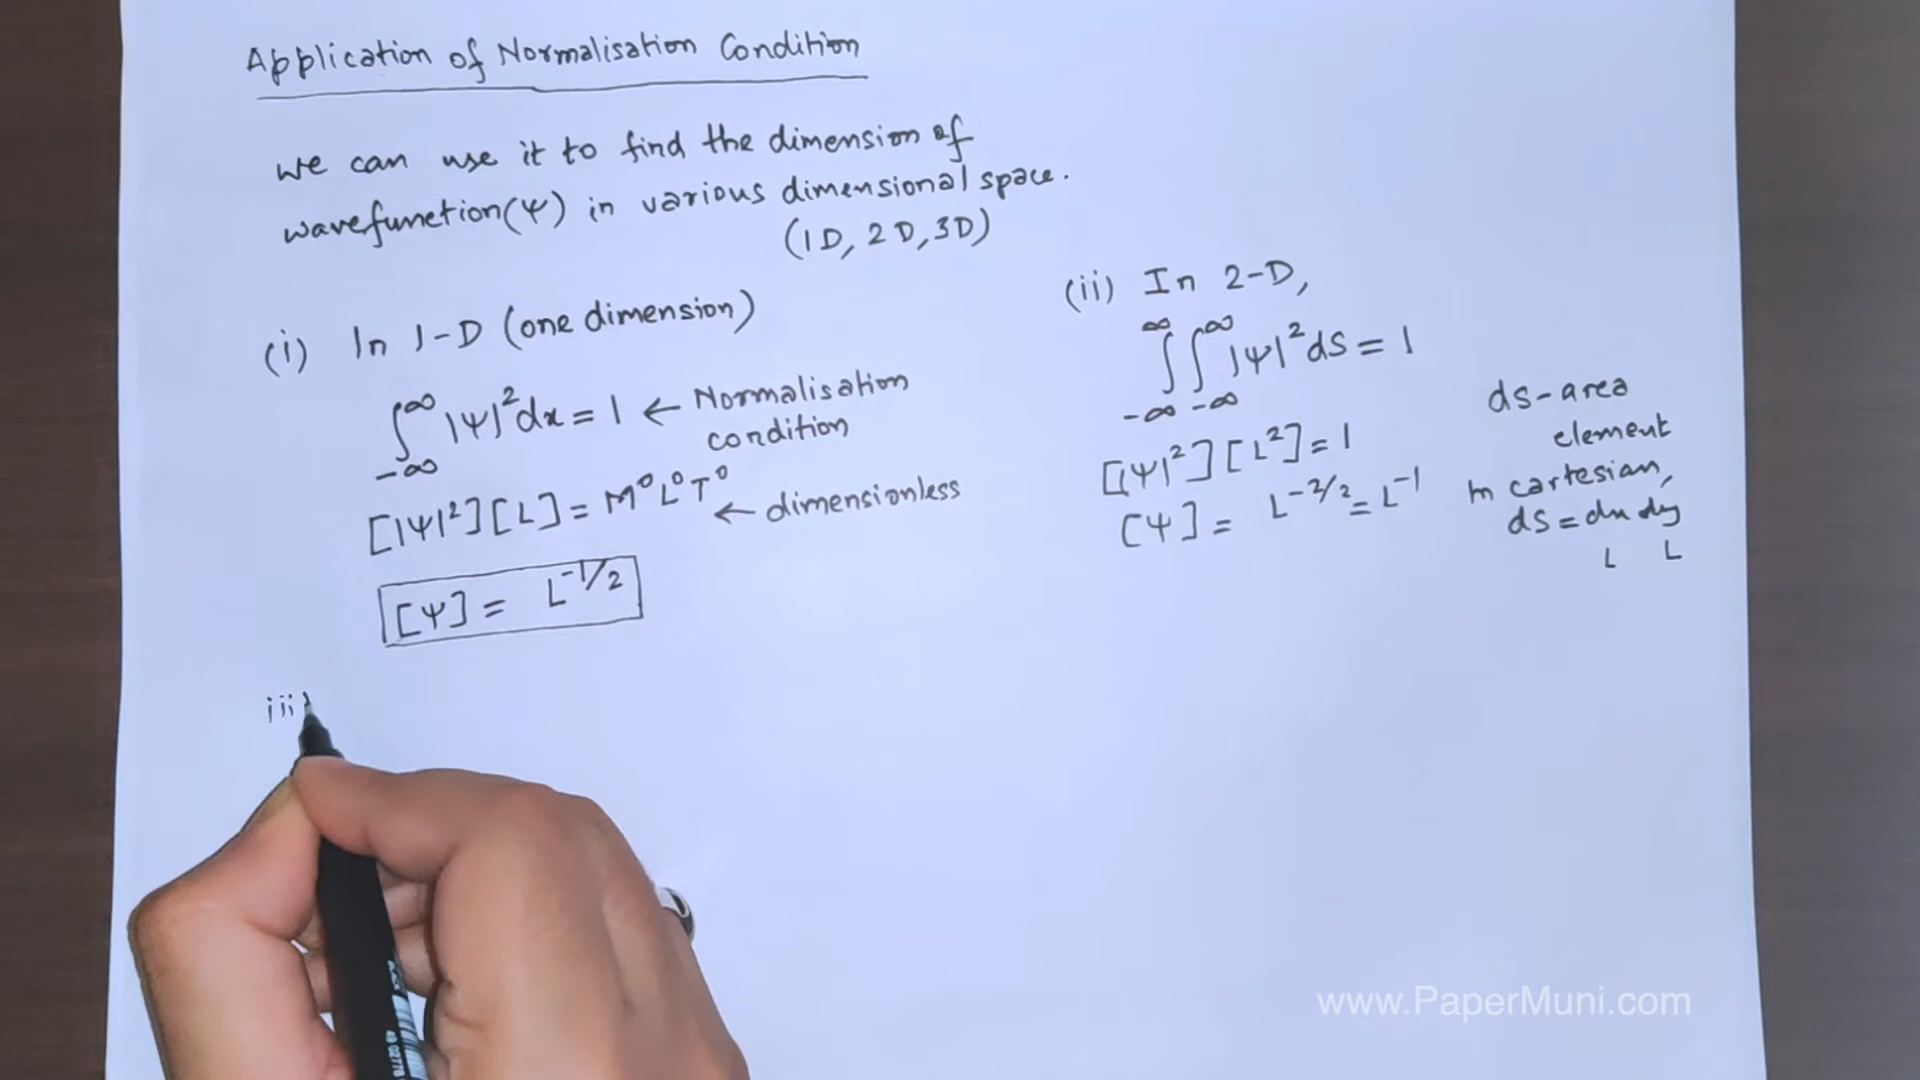 Application of Normalisation Condition
We can use it to find the dimension of
wavefunction(Ψ) in various dimensional space.
(1D, 2D, 3D)
(i) In 1-D (one dimension)
∫_{-∞}^{∞} |Ψ|² dx = 1 ← Normalisation
condition
[|Ψ|²][L] = M⁰L⁰T⁰
← dimensionless
[Ψ] = L^{-1/2}
(ii) In 2-D,
∫_{-∞}^{∞} ∫_{-∞}^{∞} |Ψ|² dS = 1
[|Ψ|²][L²] = 1
[Ψ] = L^{-2/2} = L^{-1}
ds-area
element
In cartesian,
dS = dx dy
L L
iii)
www.PaperMuni.com